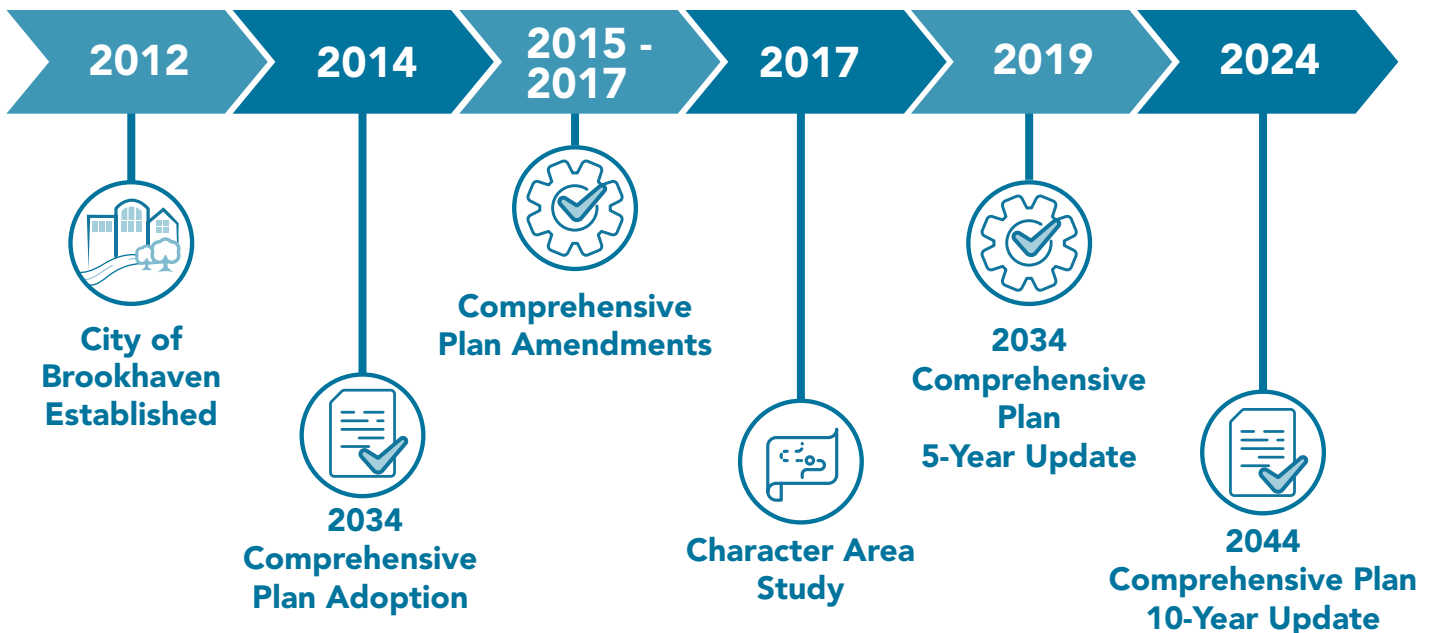 2012
2014
2015 -
2017
2017
2019
2024
City of
Brookhaven
Established
2034
Comprehensive
Plan Adoption
Comprehensive
Plan Amendments
Character Area
Study
2034
Comprehensive
Plan
5-Year Update
2044
Comprehensive Plan
10-Year Update